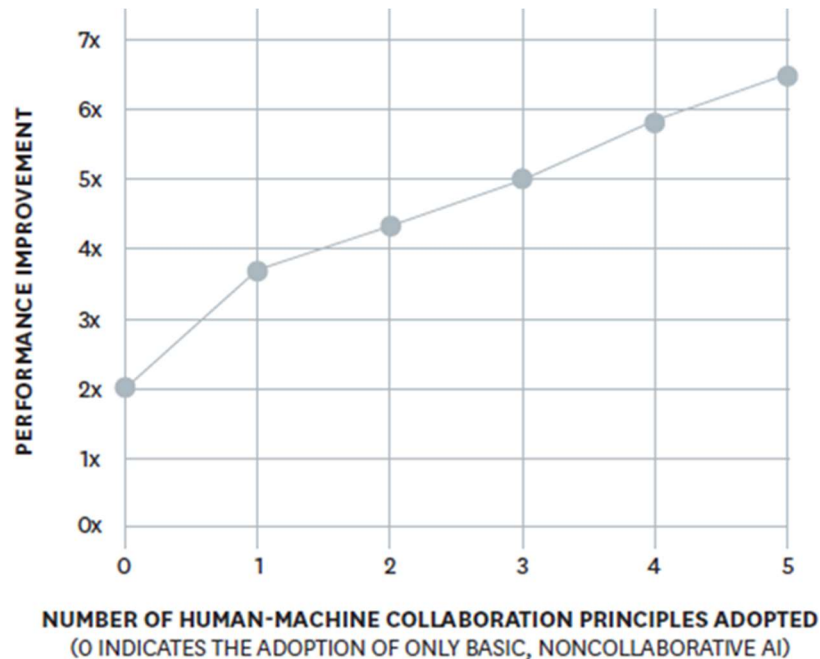 PERFORMANCE IMPROVEMENT
7x
6x
5x
4x
3x
2x
1x
0x
0 1 2 3 4 5
NUMBER OF HUMAN-MACHINE COLLABORATION PRINCIPLES ADOPTED
(0 INDICATES THE ADOPTION OF ONLY BASIC, NONCOLLABORATIVE AI)